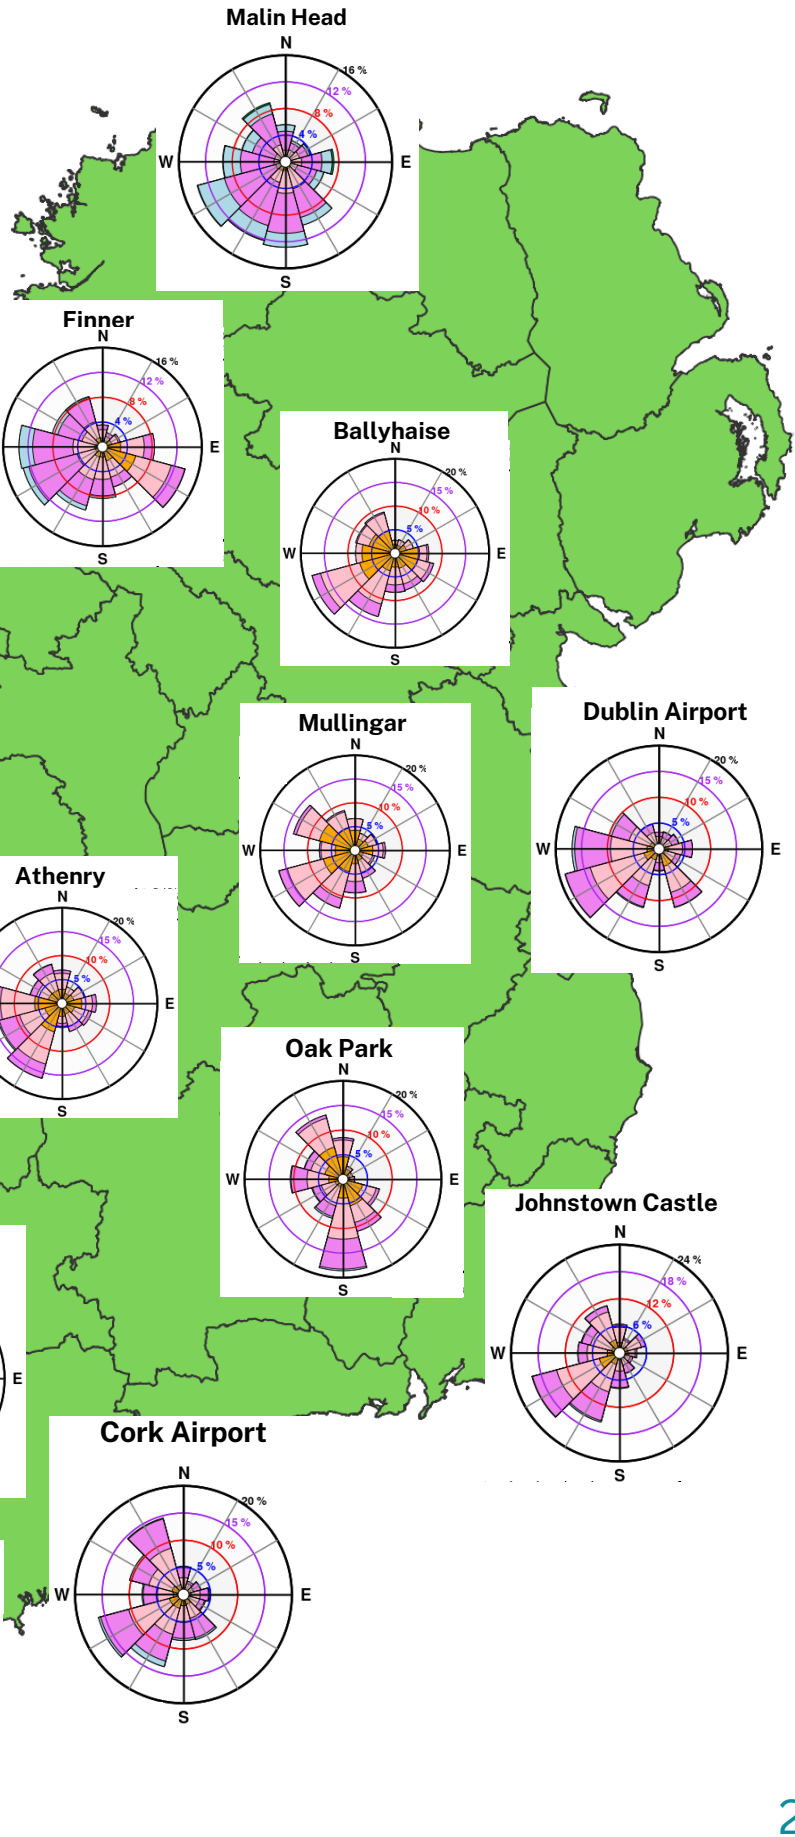 Malin Head
N
16 %
12 %
8 %
4 %
W
E
S
Finner
N
16 %
12 %
8 %
4 %
E
S
Ballyhaise
N
20 %
15 %
10 %
5 %
W
E
S
Mullingar
N
20 %
15 %
10 %
5 %
W
E
S
Dublin Airport
N
20 %
15 %
10 %
5 %
W
E
S
Athenry
N
20 %
15 %
10 %
5 %
E
S
Oak Park
N
20 %
15 %
10 %
5 %
W
E
S
Johnstown Castle
N
24 %
18 %
12 %
6 %
W
E
S
E
Cork Airport
N
20 %
15 %
10 %
5 %
W
E
S
2